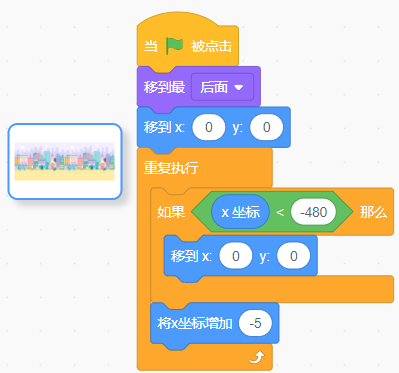 当 被点击
移到最 后面
移到 x: 0 y: 0
重复执行
如果 x 坐标 < -480 那么
移到 x: 0 y: 0
将x坐标增加 -5